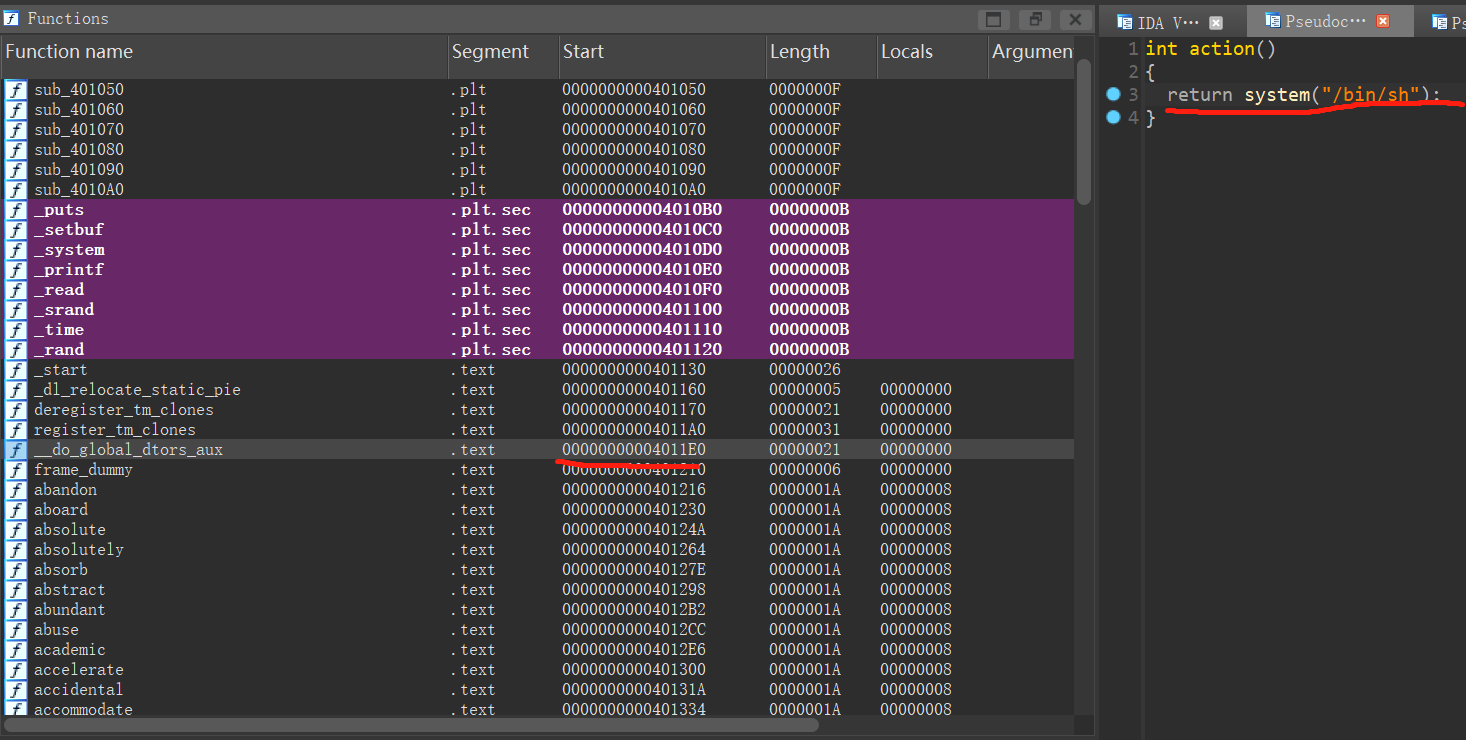 Functions
Function name Segment Start Length Locals Argumen
sub_401050 .plt 0000000000401050 0000000F
sub_401060 .plt 0000000000401060 0000000F
sub_401070 .plt 0000000000401070 0000000F
sub_401080 .plt 0000000000401080 0000000F
sub_401090 .plt 0000000000401090 0000000F
sub_4010A0 .plt 00000000004010A0 0000000F
_puts .plt.sec 00000000004010B0 0000000B
_setbuf .plt.sec 00000000004010C0 0000000B
_system .plt.sec 00000000004010D0 0000000B
_printf .plt.sec 00000000004010E0 0000000B
_read .plt.sec 00000000004010F0 0000000B
_srand .plt.sec 0000000000401100 0000000B
_time .plt.sec 0000000000401110 0000000B
_rand .plt.sec 0000000000401120 0000000B
_start .text 0000000000401130 00000026
_dl_relocate_static_pie .text 0000000000401160 00000005 00000000
deregister_tm_clones .text 0000000000401170 00000021 00000000
register_tm_clones .text 00000000004011A0 00000031 00000000
__do_global_dtors_aux .text 00000000004011E0 00000021 00000000
frame_dummy .text 0000000000401210 00000006 00000000
abandon .text 0000000000401216 0000001A 00000008
aboard .text 0000000000401230 0000001A 00000008
absolute .text 000000000040124A 0000001A 00000008
absolutely .text 0000000000401264 0000001A 00000008
absorb .text 000000000040127E 0000001A 00000008
abstract .text 0000000000401298 0000001A 00000008
abundant .text 00000000004012B2 0000001A 00000008
abuse .text 00000000004012CC 0000001A 00000008
academic .text 00000000004012E6 0000001A 00000008
accelerate .text 0000000000401300 0000001A 00000008
accidental .text 000000000040131A 0000001A 00000008
accommodate .text 0000000000401334 0000001A 00000008
IDA V··· Pseudoc··· Ps
1 int action()
2 {
3 return system("/bin/sh");
4 }